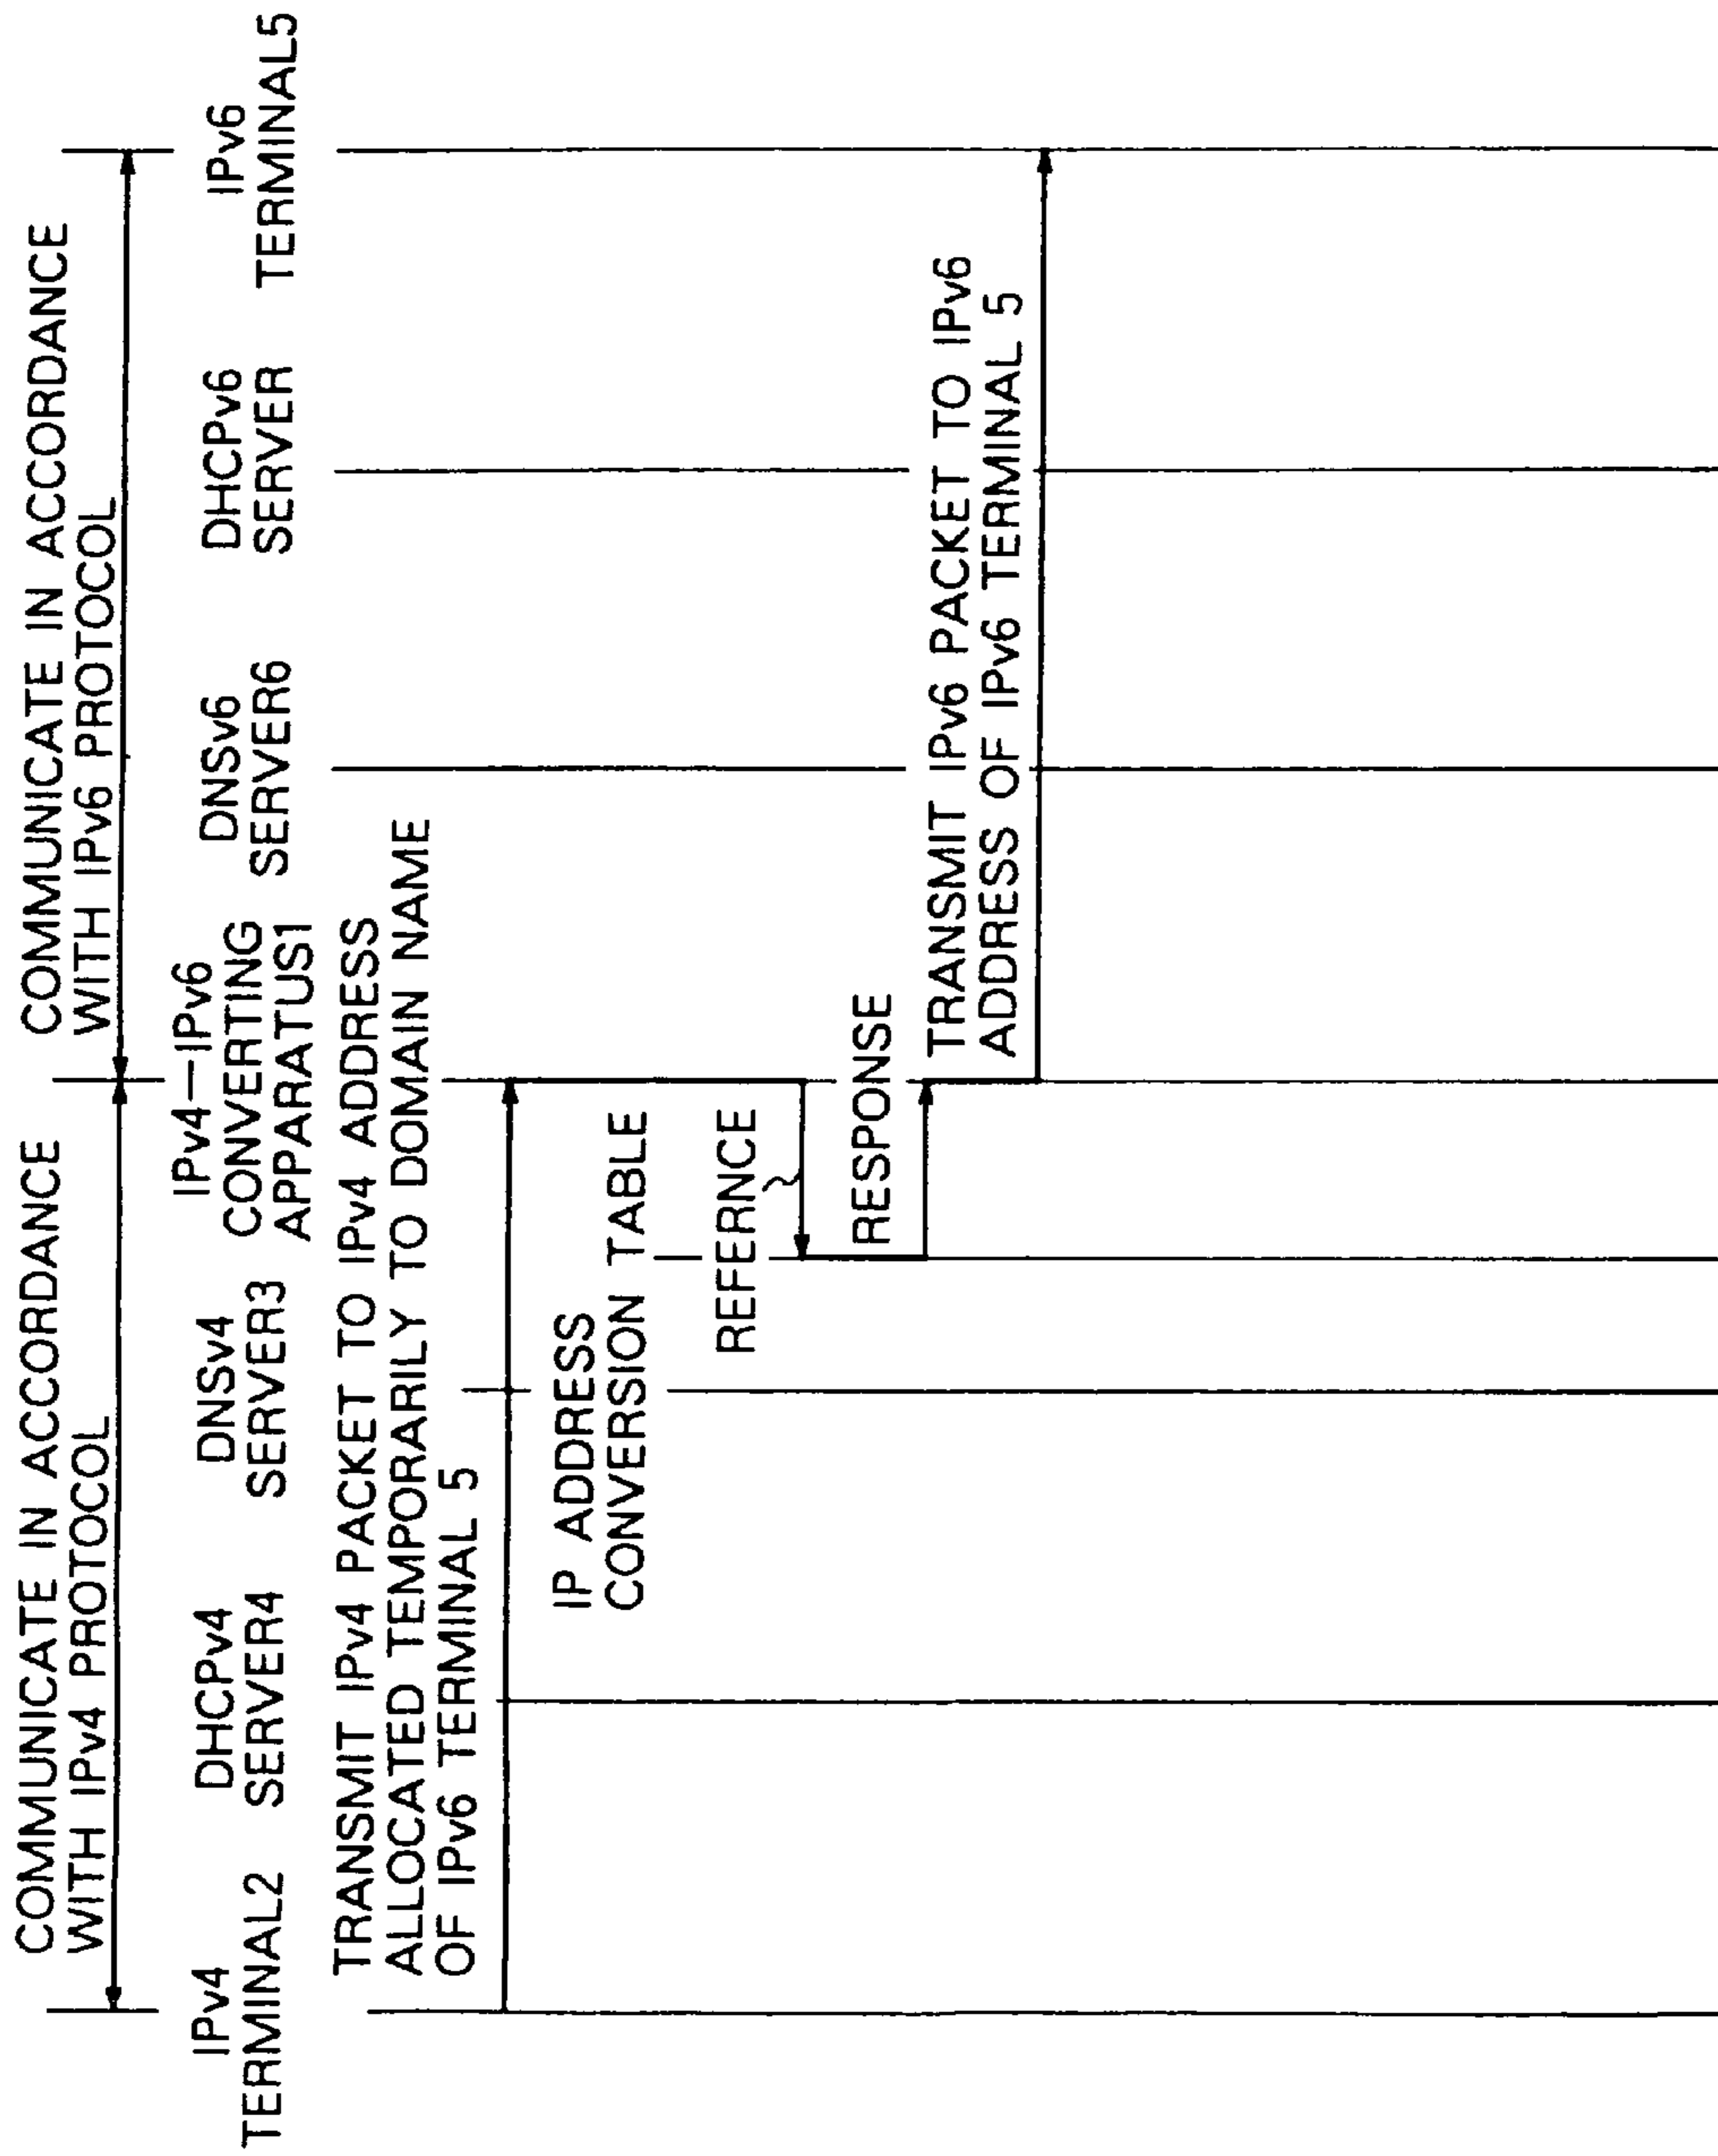 COMMUNICATE IN ACCORDANCE
WITH IPv4 PROTOCOL
COMMUNICATE IN ACCORDANCE
WITH IPv6 PROTOCOL
IPv4
TERMINAL2
DHCPv4
SERVER4
DNSv4
SERVER3
IPv4-IPv6
CONVERTING
APPARATUS1
DNSv6
SERVER6
DHCPv6
SERVER
IPv6
TERMINAL5
TRANSMIT IPv4 PACKET TO IPv4 ADDRESS
ALLOCATED TEMPORARILY TO DOMAIN NAME
OF IPv6 TERMINAL 5
IP ADDRESS
CONVERSION TABLE
REFERNCE
RESPONSE
TRANSMIT IPv6 PACKET TO IPv6
ADDRESS OF IPv6 TERMINAL 5